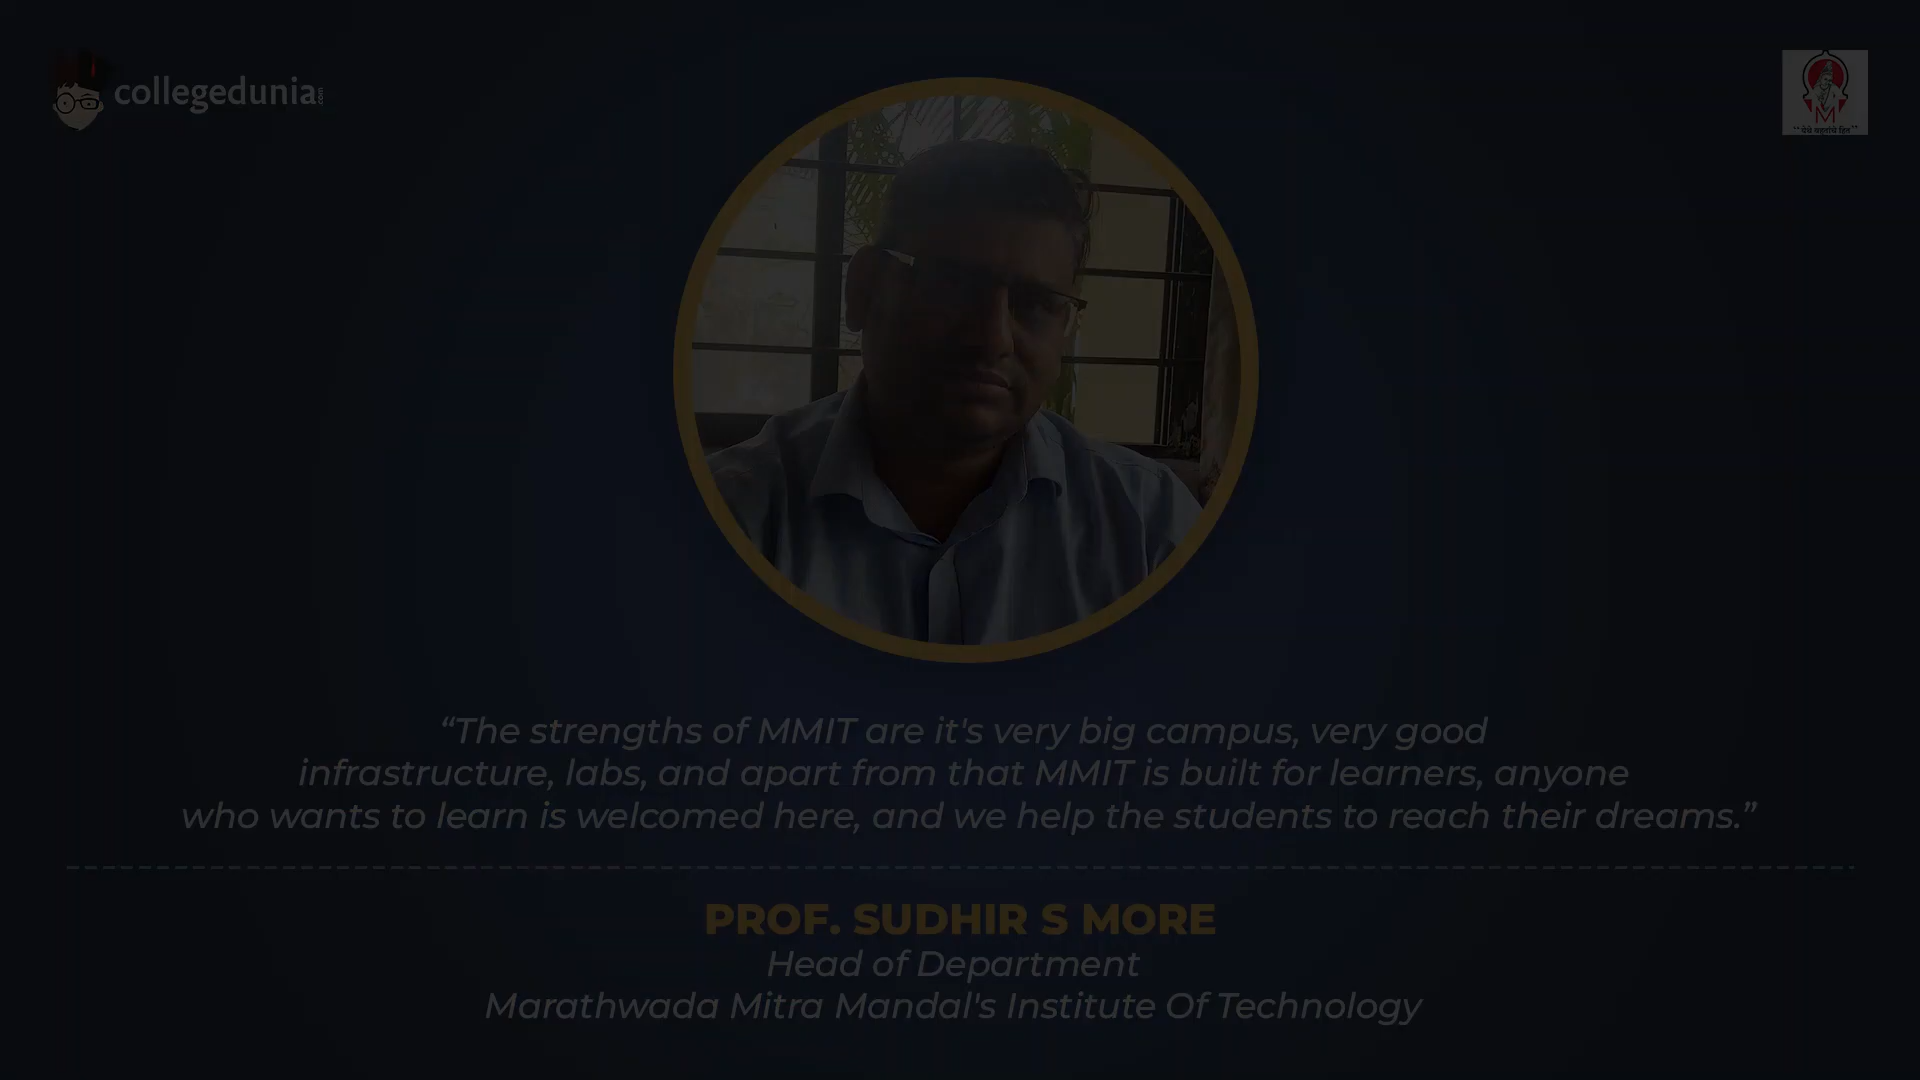 collegedunia.com
M
“येथे बहुतांचे हित”
“The strengths of MMIT are it's very big campus, very good
infrastructure, labs, and apart from that MMIT is built for learners, anyone
who wants to learn is welcomed here, and we help the students to reach their dreams.”
PROF. SUDHIR S MORE
Head of Department
Marathwada Mitra Mandal's Institute Of Technology